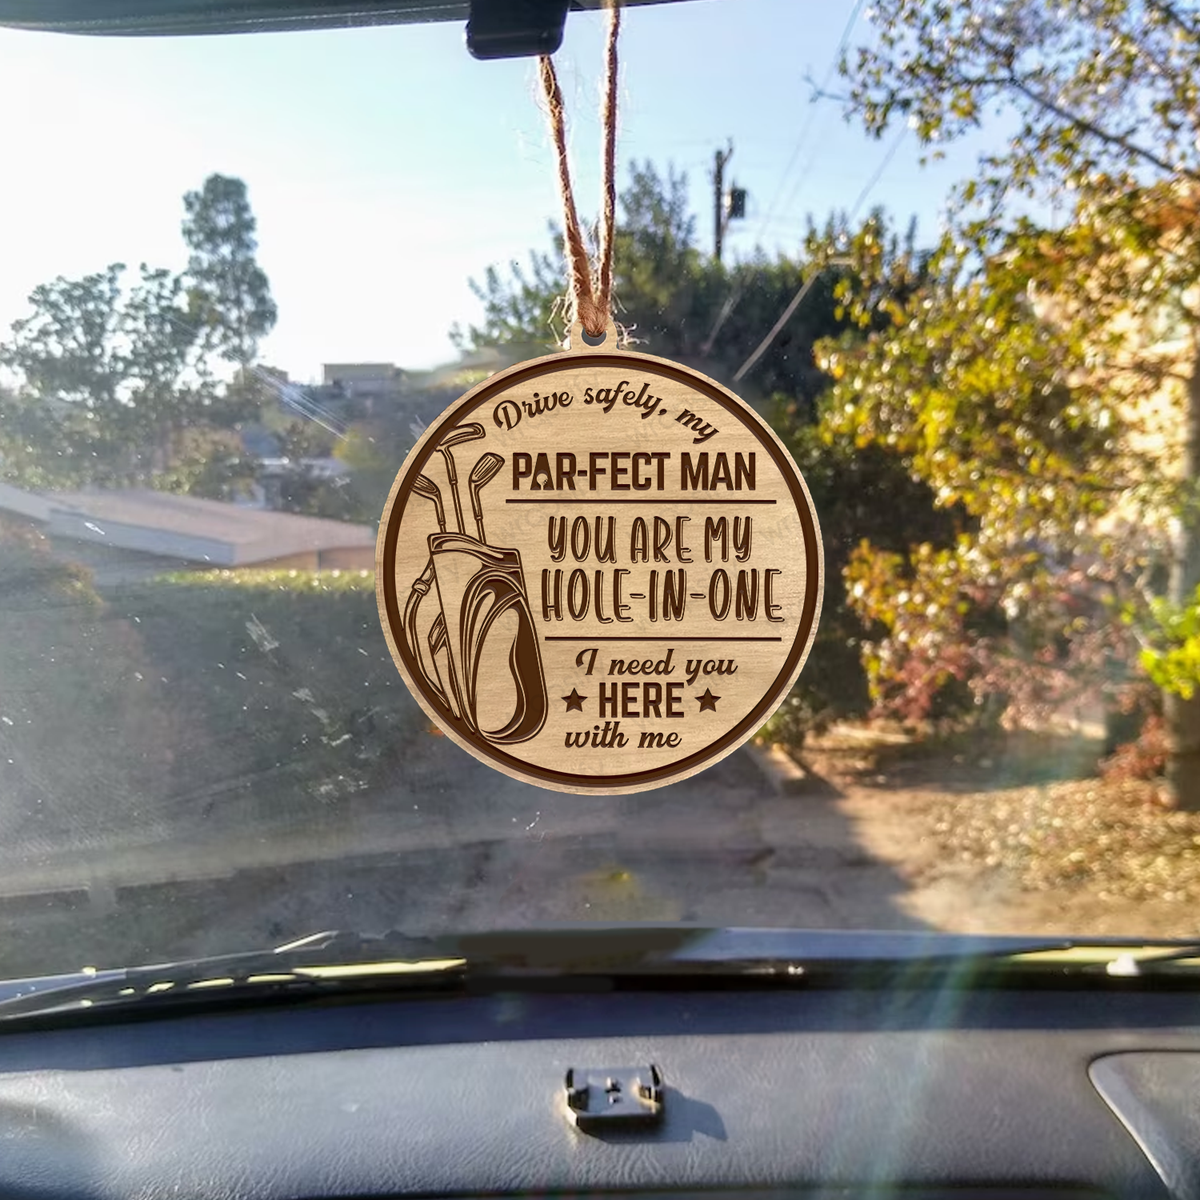 Drive safely, my
PAR-FECT MAN
YOU ARE MY
HOLE-IN-ONE
I need you
HERE
with me